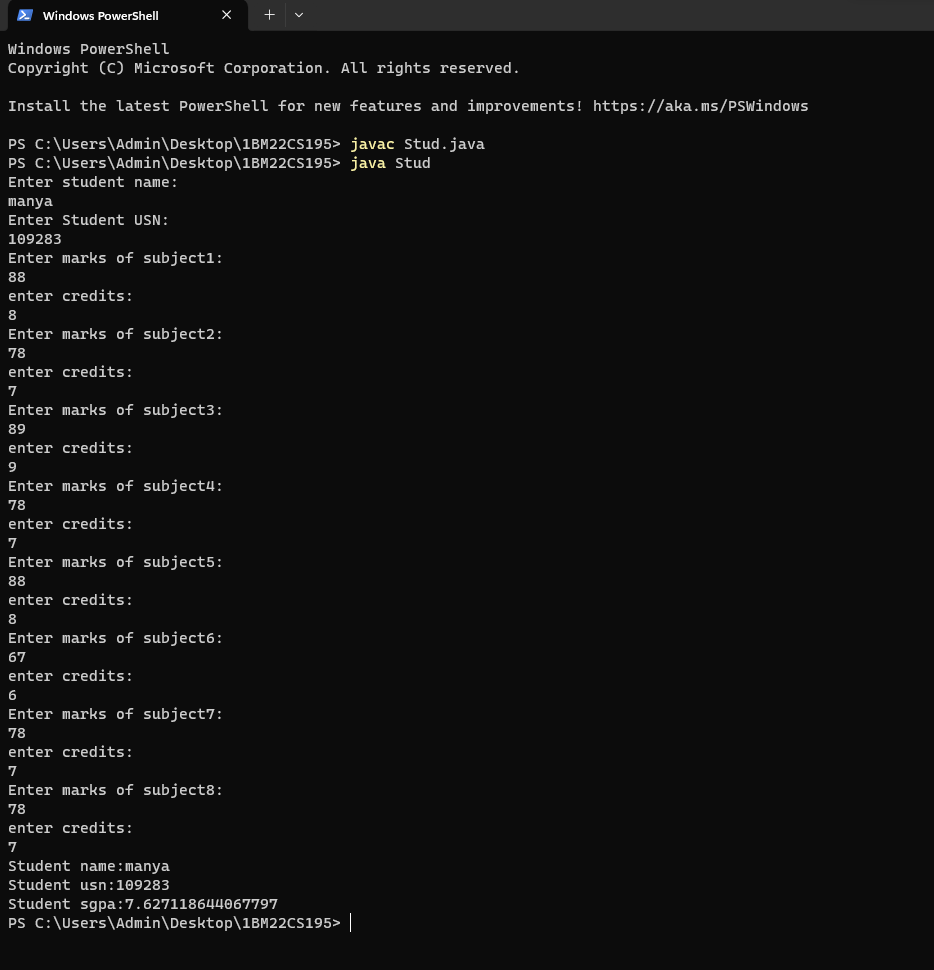 Windows PowerShell
Windows PowerShell
Copyright (C) Microsoft Corporation. All rights reserved.
Install the latest PowerShell for new features and improvements! https://aka.ms/PSWindows
PS C:\Users\Admin\Desktop\1BM22CS195> javac Stud.java
PS C:\Users\Admin\Desktop\1BM22CS195> java Stud
Enter student name:
manya
Enter Student USN:
109283
Enter marks of subject1:
88
enter credits:
8
Enter marks of subject2:
78
enter credits:
7
Enter marks of subject3:
89
enter credits:
9
Enter marks of subject4:
78
enter credits:
7
Enter marks of subject5:
88
enter credits:
8
Enter marks of subject6:
67
enter credits:
6
Enter marks of subject7:
78
enter credits:
7
Enter marks of subject8:
78
enter credits:
7
Student name:manya
Student usn:109283
Student sgpa:7.627118644067797
PS C:\Users\Admin\Desktop\1BM22CS195>